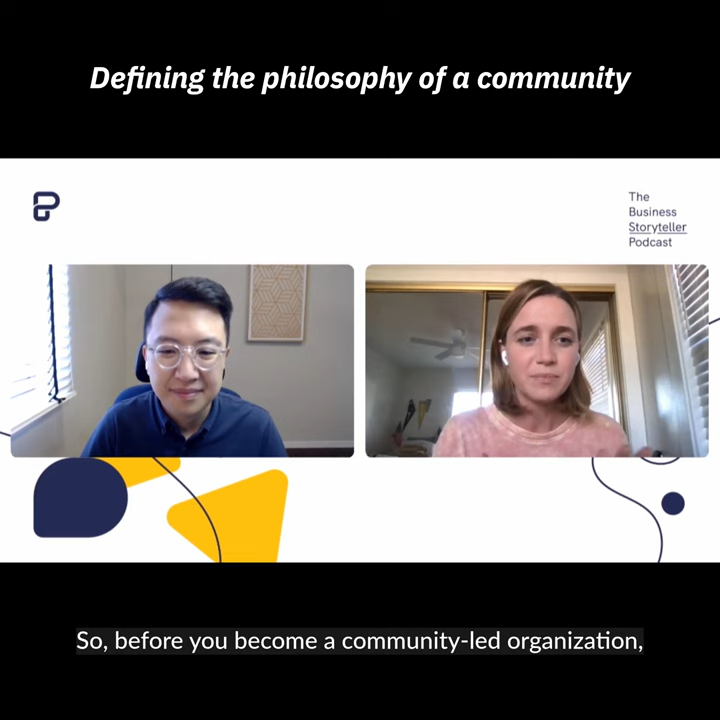 Defining the philosophy of a community
The
Business
Storyteller
Podcast
So, before you become a community-led organization,